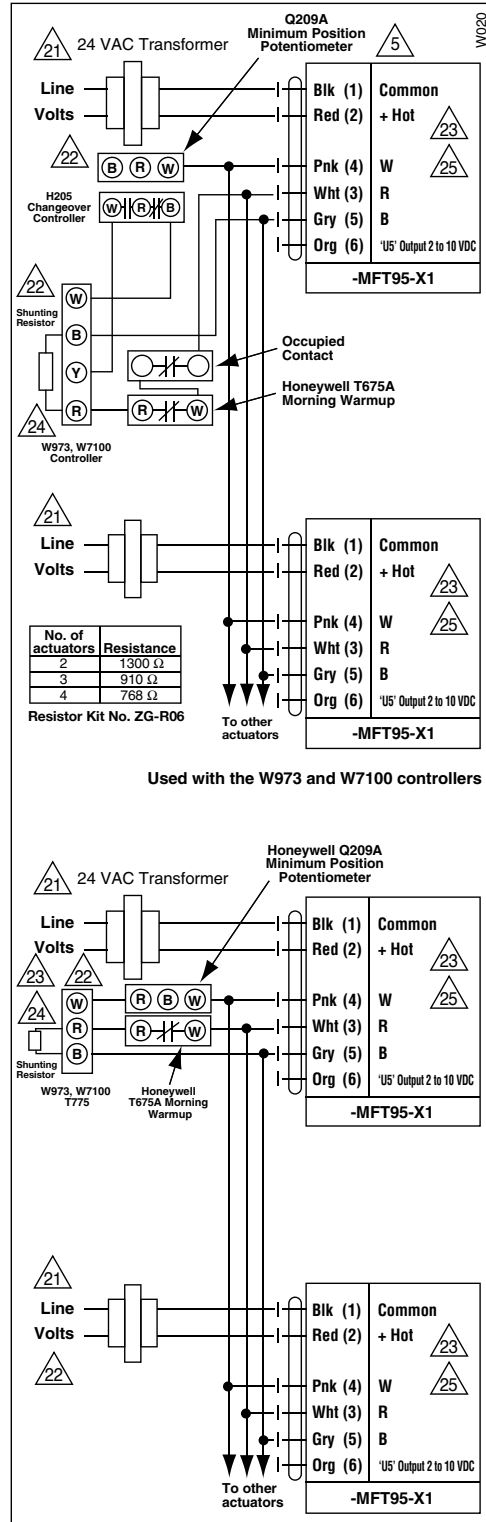 Q209A
Minimum Position
Potentiometer
W020
21
24 VAC Transformer
5
Line
Volts
Blk (1) Common
Red (2) + Hot
23
22
B R W
Pnk (4) W
25
H205
Changeover
Controller
W R B
Wht (3) R
Gry (5) B
Org (6) 'U5' Output 2 to 10 VDC
-MFT95-X1
22
Shunting
Resistor
W
B
Y
R
24
W973, W7100
Controller
Occupied
Contact
R W
Honeywell T675A
Morning Warmup
21
Line
Volts
Blk (1) Common
Red (2) + Hot
23
Pnk (4) W
25
Wht (3) R
Gry (5) B
Org (6) 'U5' Output 2 to 10 VDC
-MFT95-X1
No. of
actuators Resistance
2 1300 Ω
3 910 Ω
4 768 Ω
Resistor Kit No. ZG-R06
To other
actuators
Used with the W973 and W7100 controllers
Honeywell Q209A
Minimum Position
Potentiometer
21
24 VAC Transformer
Line
Volts
Blk (1) Common
Red (2) + Hot
23
23
22
W
R
B
R B W
Pnk (4) W
25
24
R W
Wht (3) R
Gry (5) B
Org (6) 'U5' Output 2 to 10 VDC
-MFT95-X1
Shunting
Resistor
W973, W7100
T775
Honeywell
T675A Morning
Warmup
21
Line
Volts
22
Blk (1) Common
Red (2) + Hot
23
Pnk (4) W
25
Wht (3) R
Gry (5) B
Org (6) 'U5' Output 2 to 10 VDC
-MFT95-X1
To other
actuators